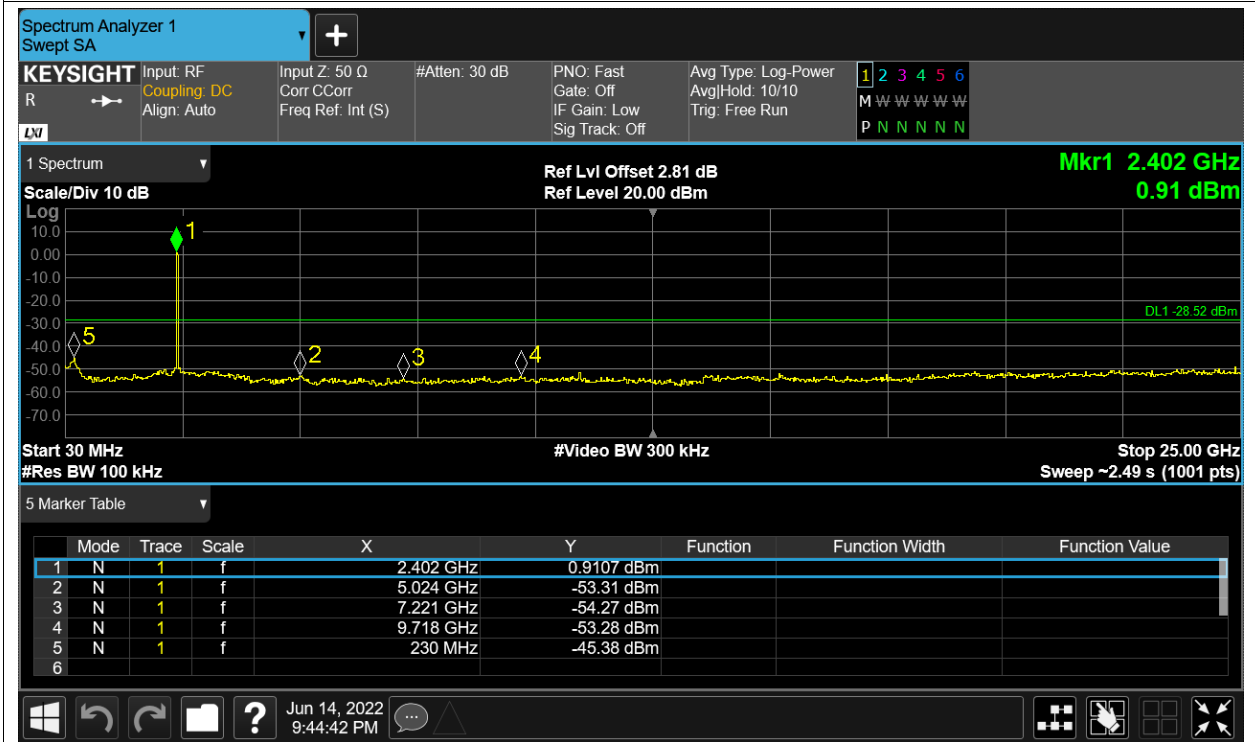 Spectrum Analyzer 1
Swept SA
+
KEYSIGHT
R
LXI
Input: RF
Coupling: DC
Align: Auto
Input Z: 50 Ω
Corr CCorr
Freq Ref: Int (S)
#Atten: 30 dB
PNO: Fast
Gate: Off
IF Gain: Low
Sig Track: Off
Avg Type: Log-Power
Avg|Hold: 10/10
Trig: Free Run
1 2 3 4 5 6
M W W W W W
P N N N N N
1 Spectrum
Scale/Div 10 dB
Ref Lvl Offset 2.81 dB
Ref Level 20.00 dBm
Mkr1 2.402 GHz
0.91 dBm
Log
10.0
0.00
-10.0
-20.0
-30.0
-40.0
-50.0
-60.0
-70.0
1
DL1 -28.52 dBm
5
2
3
4
Start 30 MHz
#Res BW 100 kHz
#Video BW 300 kHz
Stop 25.00 GHz
Sweep ~2.49 s (1001 pts)
5 Marker Table
Mode Trace Scale X Y Function Function Width Function Value
1 N 1 f 2.402 GHz 0.9107 dBm
2 N 1 f 5.024 GHz -53.31 dBm
3 N 1 f 7.221 GHz -54.27 dBm
4 N 1 f 9.718 GHz -53.28 dBm
5 N 1 f 230 MHz -45.38 dBm
6
?
Jun 14, 2022
9:44:42 PM